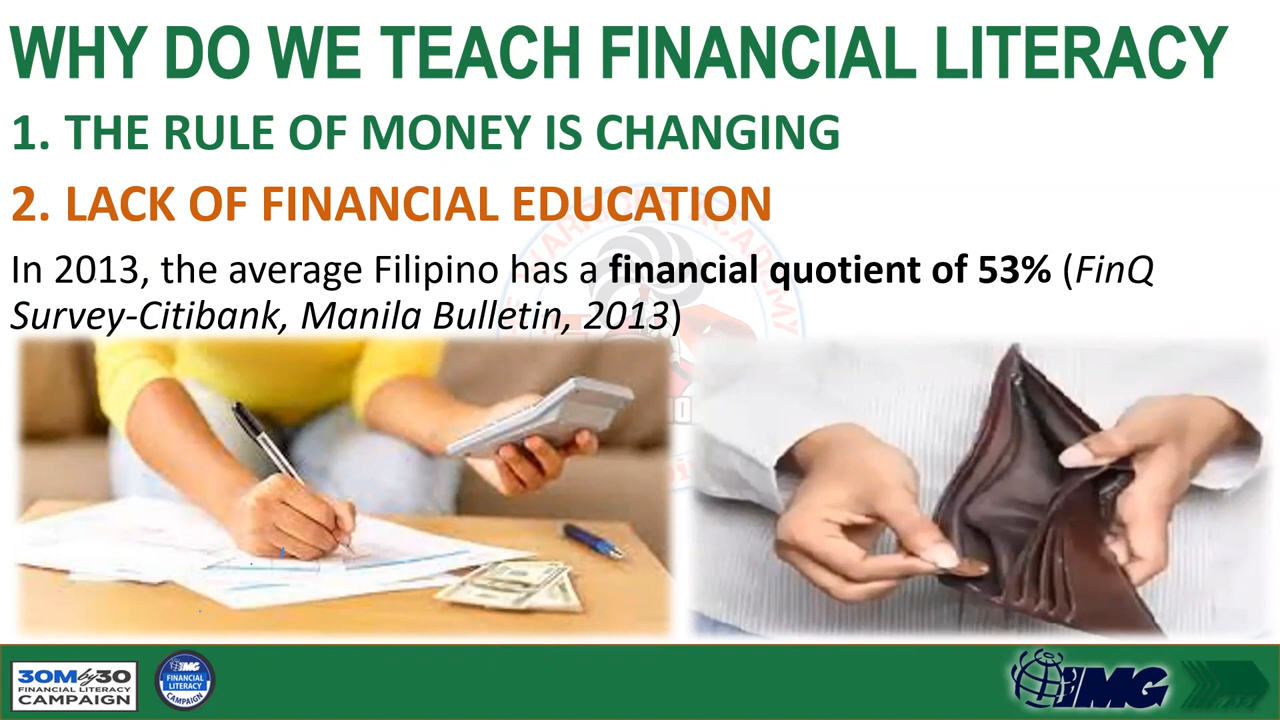 WHY DO WE TEACH FINANCIAL LITERACY
1. THE RULE OF MONEY IS CHANGING
2. LACK OF FINANCIAL EDUCATION
In 2013, the average Filipino has a financial quotient of 53% (FinQ
Survey-Citibank, Manila Bulletin, 2013)
30M by 30
FINANCIAL LITERACY
CAMPAIGN
IMG
FINANCIAL
LITERACY
CAMPAIGN
IMG